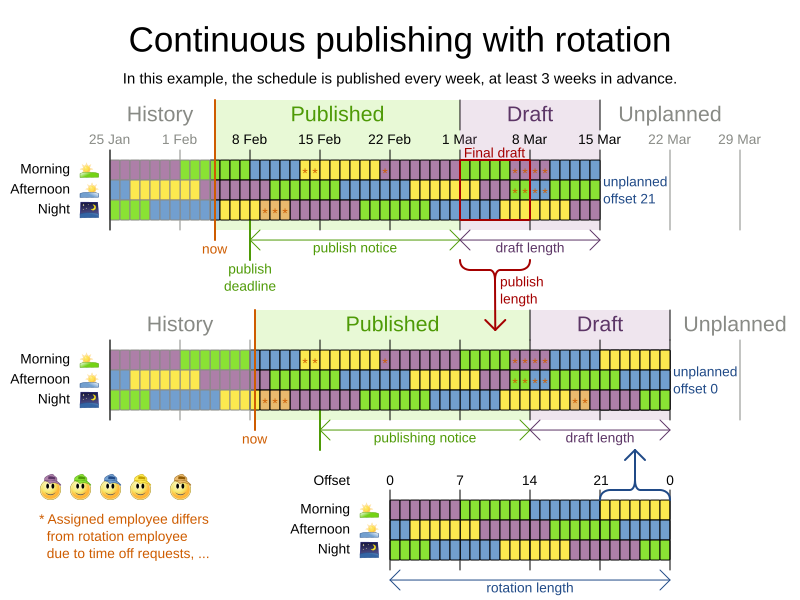 Continuous publishing with rotation
In this example, the schedule is published every week, at least 3 weeks in advance.
History Published Draft Unplanned
25 Jan 1 Feb 8 Feb 15 Feb 22 Feb 1 Mar 8 Mar 15 Mar 22 Mar 29 Mar
Final draft
Morning
Afternoon
Night
unplanned
offset 21
now
publish notice
draft length
publish
deadline
publish
length
History Published Draft Unplanned
Morning
Afternoon
Night
unplanned
offset 0
now
publishing notice
draft length
Offset 0 7 14 21 0
Morning
Afternoon
Night
rotation length
* Assigned employee differs
from rotation employee
due to time off requests, ...